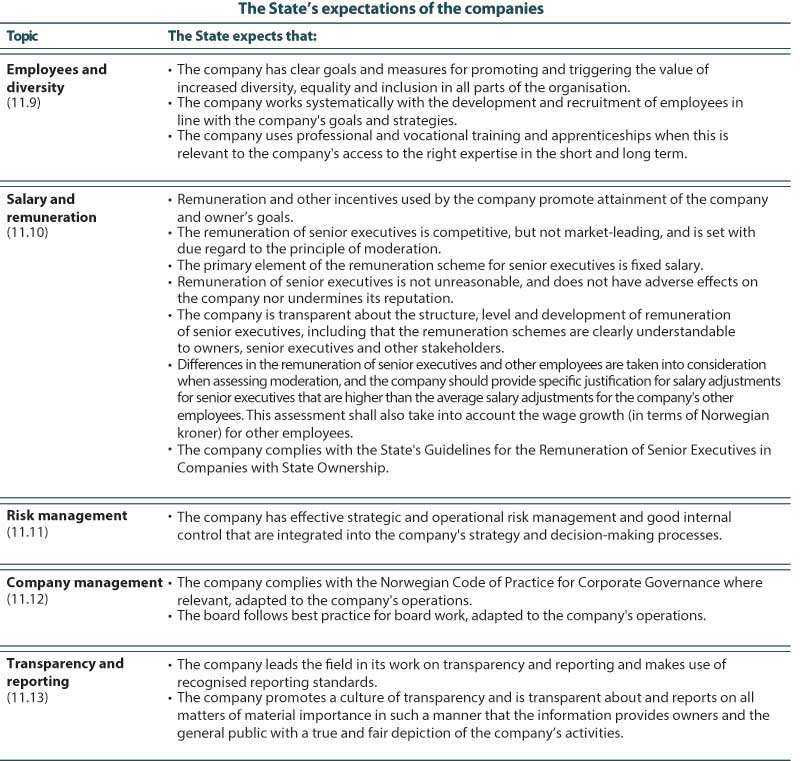 The State's expectations of the companies
Topic The State expects that:
Employees and
diversity
(11.9)
• The company has clear goals and measures for promoting and triggering the value of
increased diversity, equality and inclusion in all parts of the organisation.
• The company works systematically with the development and recruitment of employees in
line with the company's goals and strategies.
• The company uses professional and vocational training and apprenticeships when this is
relevant to the company's access to the right expertise in the short and long term.
Salary and
remuneration
(11.10)
• Remuneration and other incentives used by the company promote attainment of the company
and owner's goals.
• The remuneration of senior executives is competitive, but not market-leading, and is set with
due regard to the principle of moderation.
• The primary element of the remuneration scheme for senior executives is fixed salary.
• Remuneration of senior executives is not unreasonable, and does not have adverse effects on
the company nor undermines its reputation.
• The company is transparent about the structure, level and development of remuneration
of senior executives, including that the remuneration schemes are clearly understandable
to owners, senior executives and other stakeholders.
• Differences in the remuneration of senior executives and other employees are taken into consideration
when assessing moderation, and the company should provide specific justification for salary adjustments
for senior executives that are higher than the average salary adjustments for the company's other
employees. This assessment shall also take into account the wage growth (in terms of Norwegian
kroner) for other employees.
• The company complies with the State's Guidelines for the Remuneration of Senior Executives in
Companies with State Ownership.
Risk management
(11.11)
• The company has effective strategic and operational risk management and good internal
control that are integrated into the company's strategy and decision-making processes.
Company management
(11.12)
• The company complies with the Norwegian Code of Practice for Corporate Governance where
relevant, adapted to the company's operations.
• The board follows best practice for board work, adapted to the company's operations.
Transparency and
reporting
(11.13)
• The company leads the field in its work on transparency and reporting and makes use of
recognised reporting standards.
• The company promotes a culture of transparency and is transparent about and reports on all
matters of material importance in such a manner that the information provides owners and the
general public with a true and fair depiction of the company's activities.